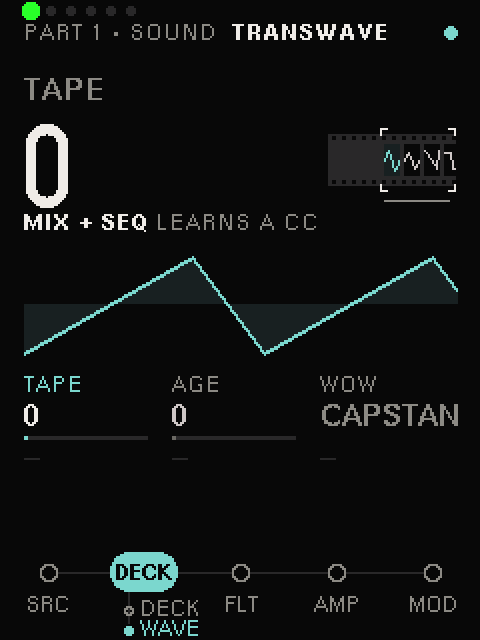 PART 1 · SOUND TRANSWAVE
TAPE
0
MIX + SEQ LEARNS A CC
TAPE AGE WOW
0 0 CAPSTAN
DECK
SRC FLT AMP MOD
DECK
WAVE